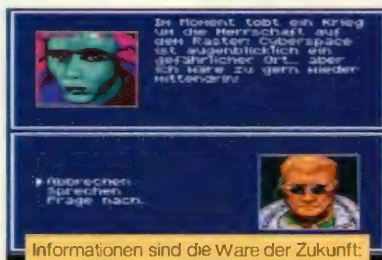 Im Moment tobt ein Krieg
um die Herrschaft auf
dem Raster. Cyberspace
ist augenblicklich ein
gefährlicher Ort… aber
ich wäre zu gern wieder
mittendrin!
Abbrechen
Sprechen
Frage nach…
Informationen sind die Ware der Zukunft: